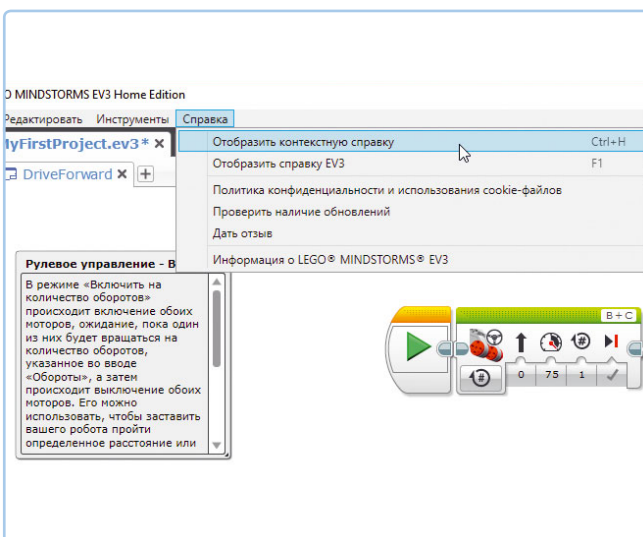 O MINDSTORMS EV3 Home Edition
Редактировать Инструменты Справка
MyFirstProject.ev3*
Отобразить контекстную справку Ctrl+H
Отобразить справку EV3 F1
DriveForward
Политика конфиденциальности и использования cookie-файлов
Проверить наличие обновлений
Дать отзыв
Информация о LEGO® MINDSTORMS® EV3
Рулевое управление - В
В режиме «Включить на
количество оборотов»
происходит включение обоих
моторов, ожидание, пока один
из них будет вращаться на
количество оборотов,
указанное во вводе
«Обороты», а затем
происходит выключение обоих
моторов. Его можно
использовать, чтобы заставить
вашего робота пройти
определенное расстояние или
B+C
#
# 0 75 1